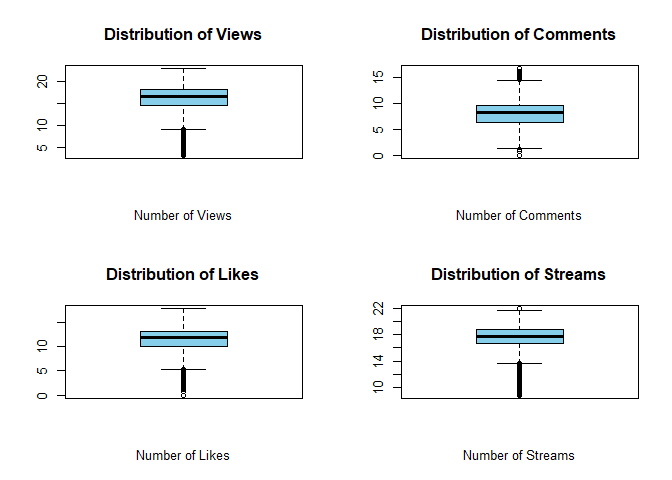 Distribution of Views
20
10
5
Number of Views
Distribution of Comments
15
10
5
0
Number of Comments
Distribution of Likes
10
5
0
Number of Likes
Distribution of Streams
22
18
14
10
Number of Streams